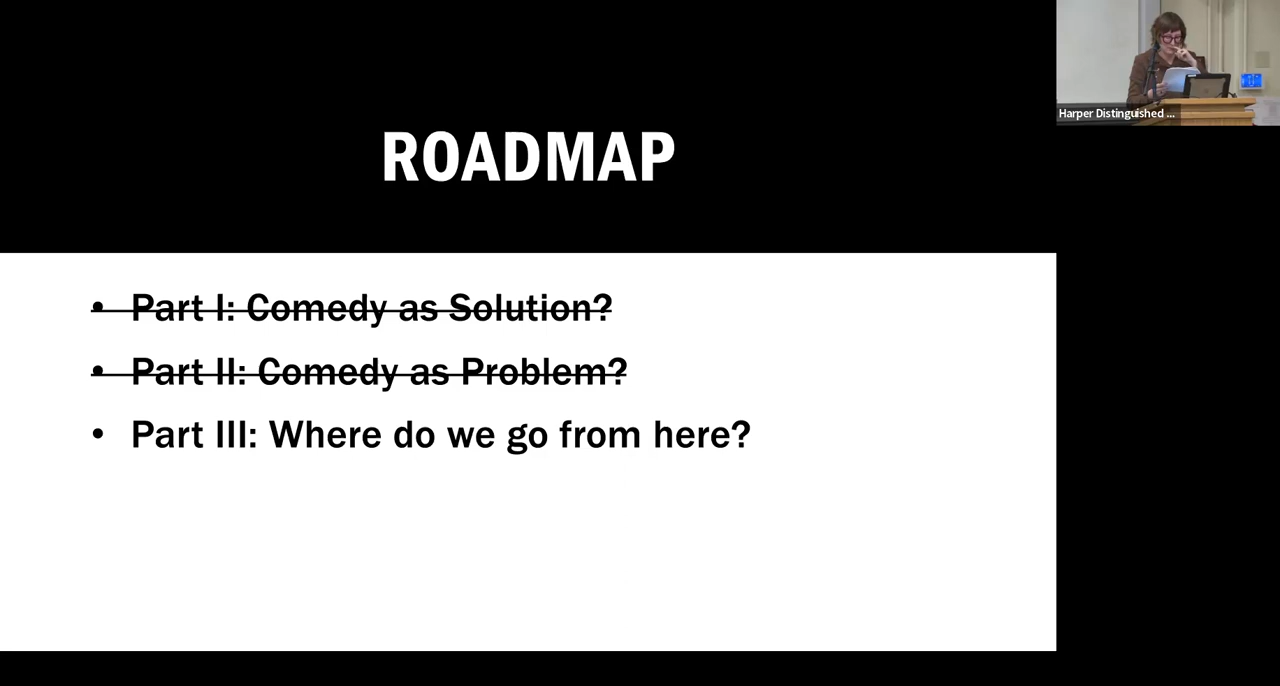 ROADMAP
• Part I: Comedy as Solution?
• Part II: Comedy as Problem?
• Part III: Where do we go from here?
Harper Distinguished ...